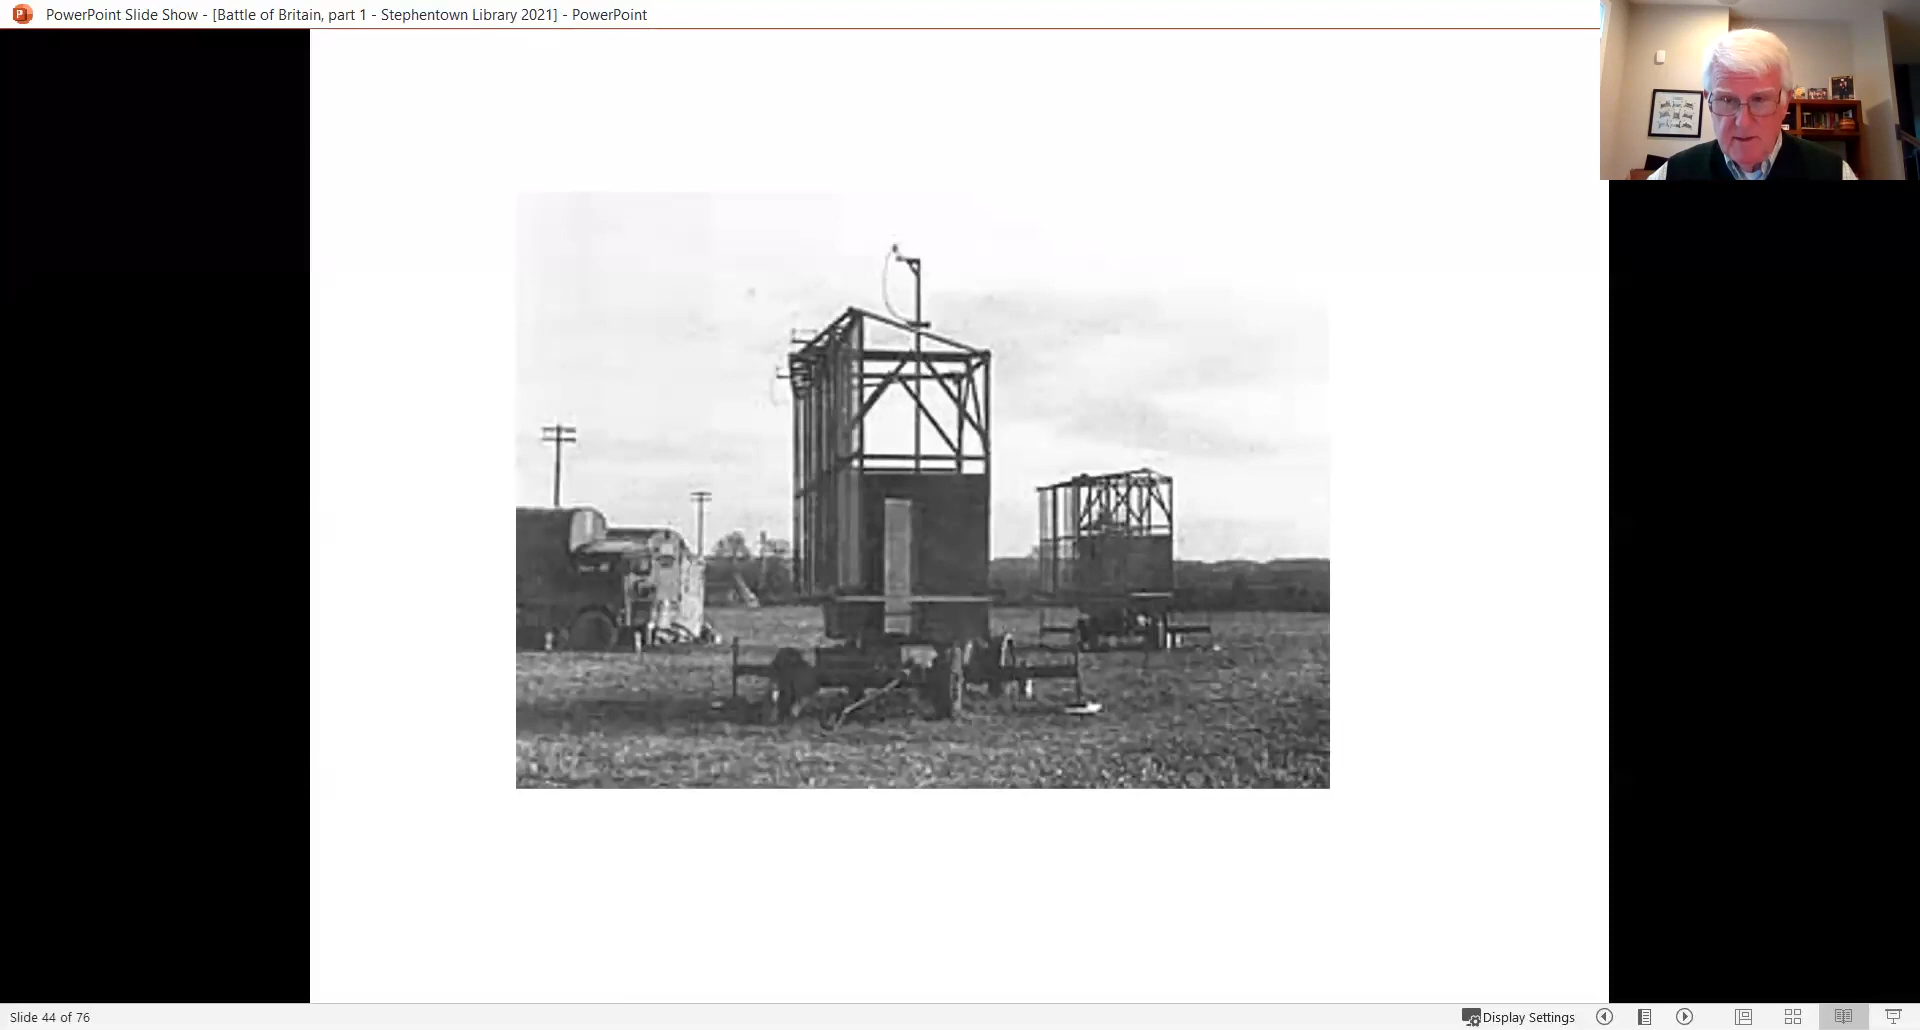 PowerPoint Slide Show - [Battle of Britain, part 1 - Stephentown Library 2021] - PowerPoint
Slide 44 of 76
Display Settings